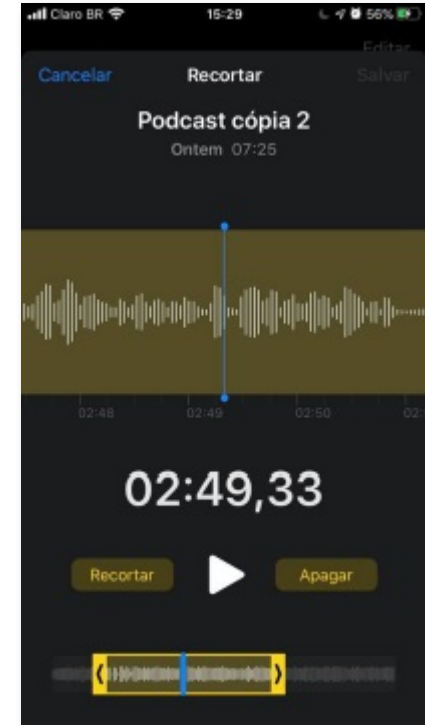 Claro BR 15:29 56%
Editar
Cancelar Recortar Salvar
Podcast cópia 2
Ontem 07:25
02:48 02:49 02:50 02:
02:49,33
Recortar Apagar